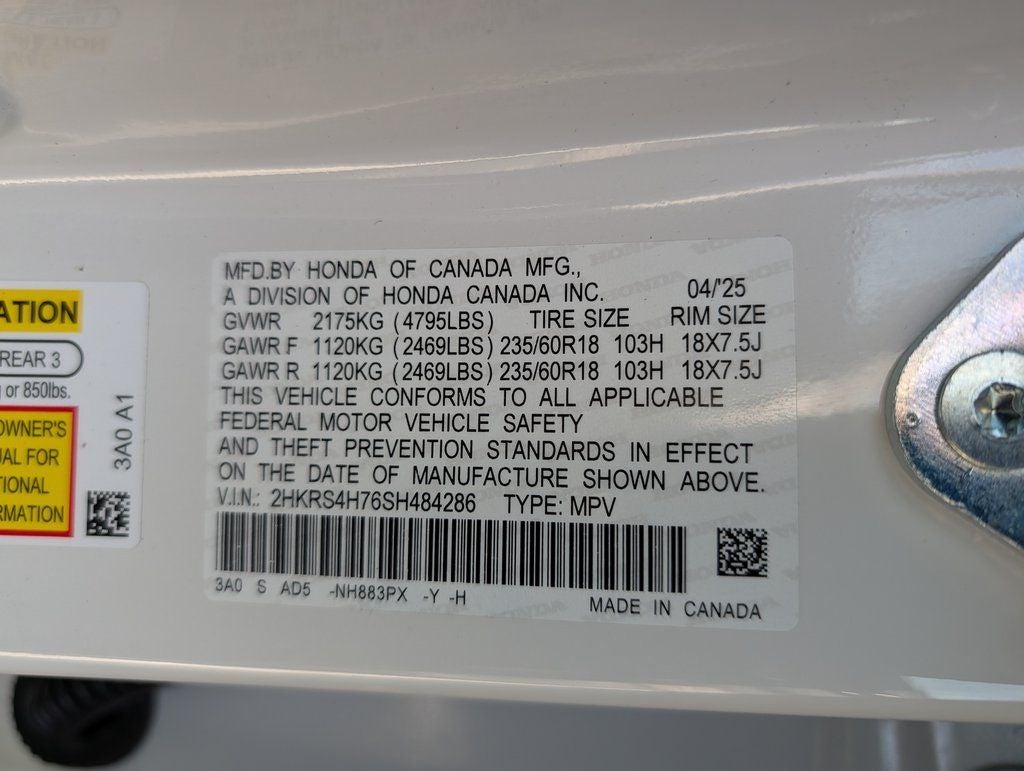 ATION
REAR 3
g or 850lbs.
OWNER'S
UAL FOR
TIONAL
RMATION
3A0 A1
MFD.BY HONDA OF CANADA MFG.,
A DIVISION OF HONDA CANADA INC. 04/'25
GVWR 2175KG (4795LBS) TIRE SIZE RIM SIZE
GAWR F 1120KG (2469LBS) 235/60R18 103H 18X7.5J
GAWR R 1120KG (2469LBS) 235/60R18 103H 18X7.5J
THIS VEHICLE CONFORMS TO ALL APPLICABLE
FEDERAL MOTOR VEHICLE SAFETY
AND THEFT PREVENTION STANDARDS IN EFFECT
ON THE DATE OF MANUFACTURE SHOWN ABOVE.
V.I.N.: 2HKRS4H76SH484286 TYPE: MPV
3A0 S AD5 -NH883PX -Y -H
MADE IN CANADA